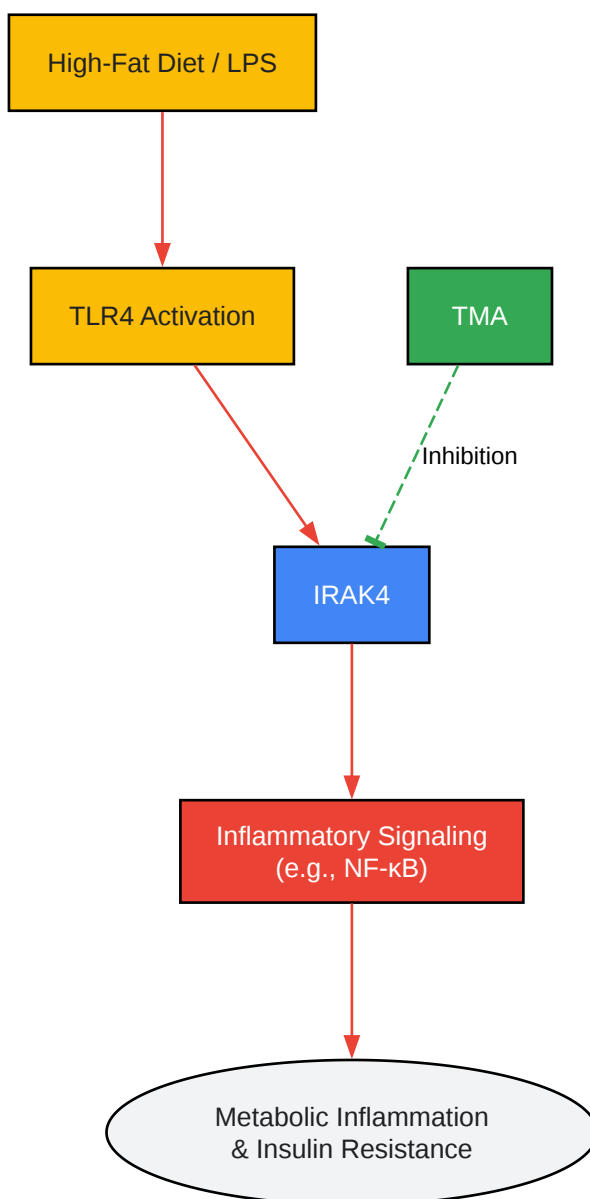 High-Fat Diet / LPS
TLR4 Activation
TMA
Inhibition
IRAK4
Inflammatory Signaling
(e.g., NF-κB)
Metabolic Inflammation
& Insulin Resistance